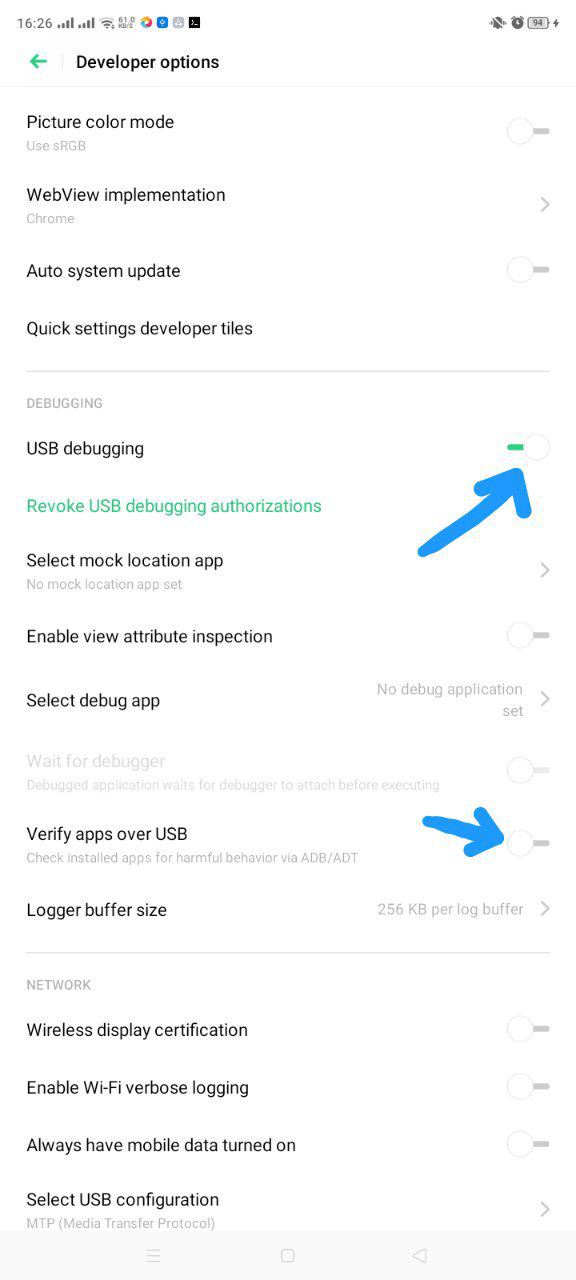 16:26 61.0 KB/S 94
Developer options
Picture color mode
Use sRGB
WebView implementation
Chrome
Auto system update
Quick settings developer tiles
DEBUGGING
USB debugging
Revoke USB debugging authorizations
Select mock location app
No mock location app set
Enable view attribute inspection
Select debug app
No debug application
set
Wait for debugger
Debugged application waits for debugger to attach before executing
Verify apps over USB
Check installed apps for harmful behavior via ADB/ADT
Logger buffer size
256 KB per log buffer
NETWORK
Wireless display certification
Enable Wi-Fi verbose logging
Always have mobile data turned on
Select USB configuration
MTP (Media Transfer Protocol)